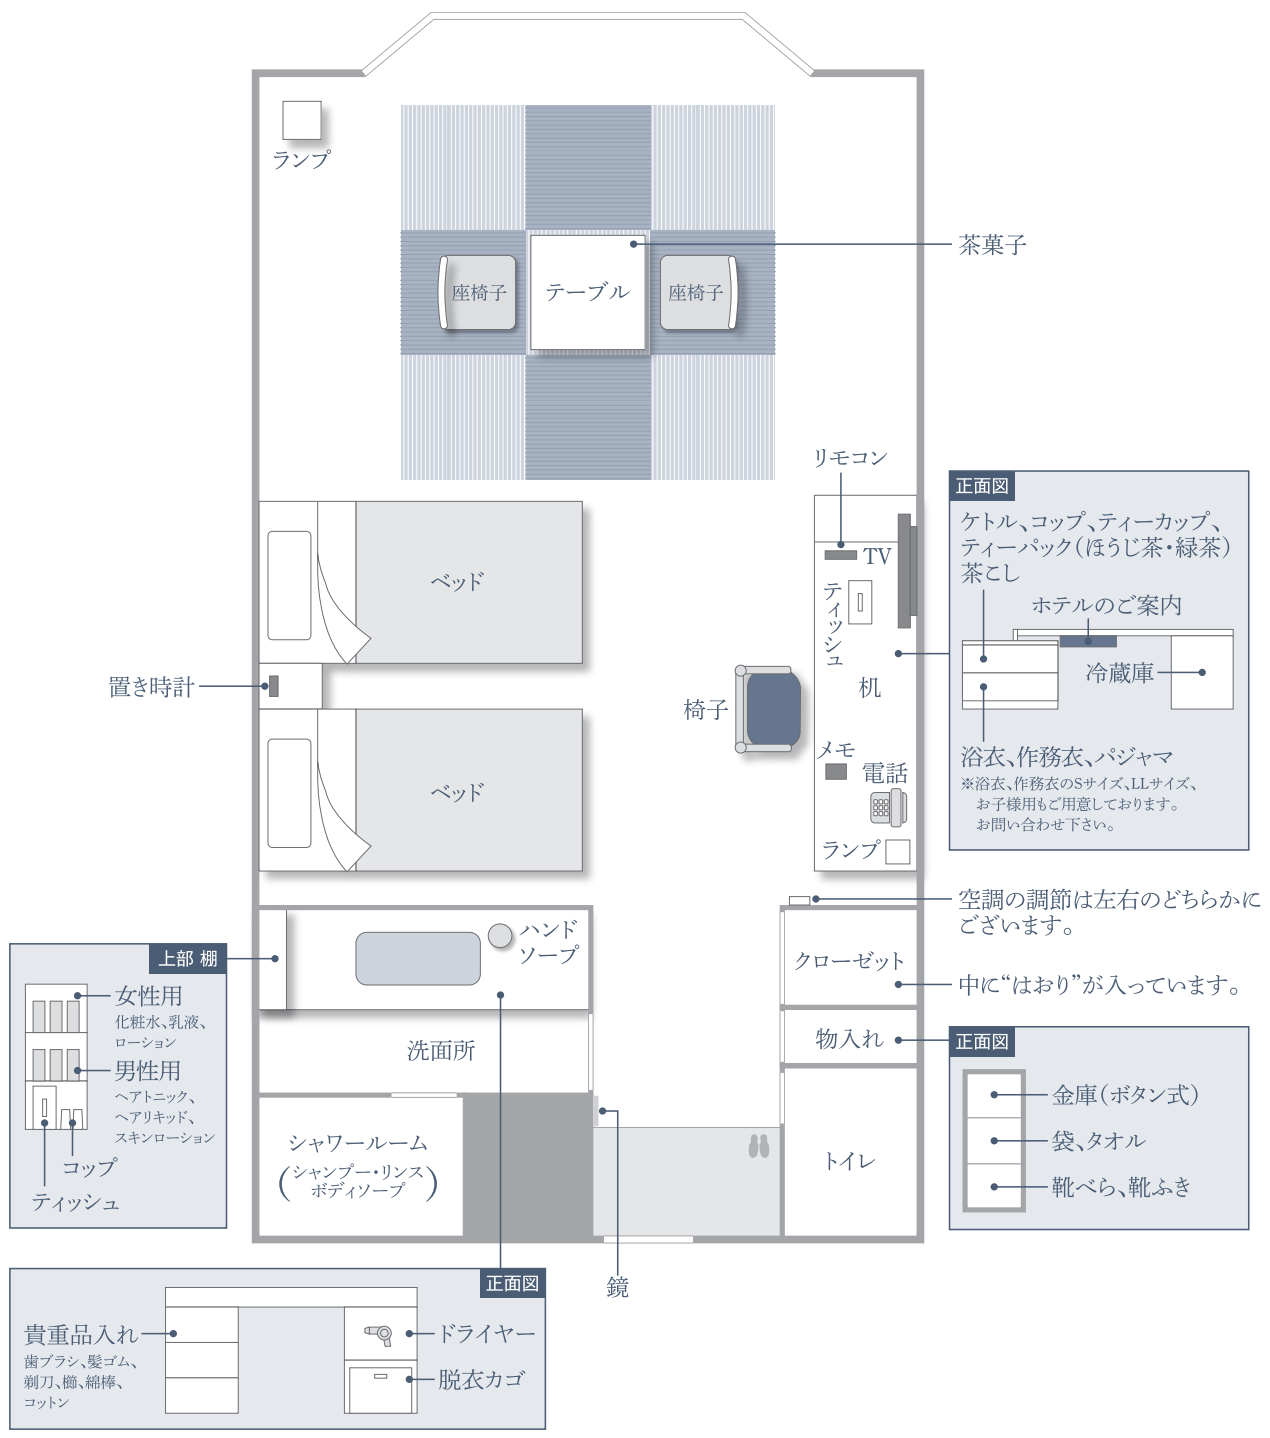 ランプ
茶菓子
座椅子
テーブル
座椅子
リモコン
TV
ティッシュ
机
椅子
メモ
電話
ランプ
ベッド
置き時計
ベッド
正面図
ケトル、コップ、ティーカップ、
ティーパック(ほうじ茶・緑茶)
茶こし
ホテルのご案内
冷蔵庫
浴衣、作務衣、パジャマ
※浴衣、作務衣のSサイズ、LLサイズ、
お子様用もご用意しております。
お問い合わせ下さい。
空調の調節は左右のどちらかに
ございます。
クローゼット
中に“はおり”が入っています。
物入れ
正面図
金庫(ボタン式)
袋、タオル
靴べら、靴ふき
トイレ
ハンド
ソープ
洗面所
上部 棚
女性用
化粧水、乳液、
ローション
男性用
ヘアトニック、
ヘアリキッド、
スキンローション
コップ
ティッシュ
シャワールーム
(シャンプー・リンス
ボディソープ)
鏡
正面図
貴重品入れ
歯ブラシ、髪ゴム、
剃刀、櫛、綿棒、
コットン
ドライヤー
脱衣カゴ